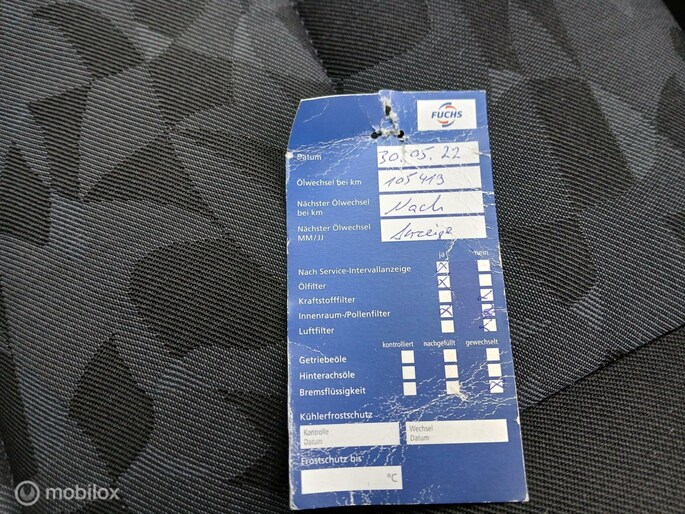 FUCHS
Datum 30.05.22
Ölwechsel bei km 105413
Nächster Ölwechsel bei km Nach
Nächster Ölwechsel MM/JJ Anzeige
ja nein
Nach Service-Intervallanzeige
Ölfilter
Kraftstofffilter
Innenraum-/Pollenfilter
Luftfilter
kontrolliert nachgefüllt gewechselt
Getriebeöle
Hinterachsöle
Bremsflüssigkeit
Kühlerfrostschutz
Kontrolle Datum Wechsel Datum
Frostschutz bis
°C
mobilox